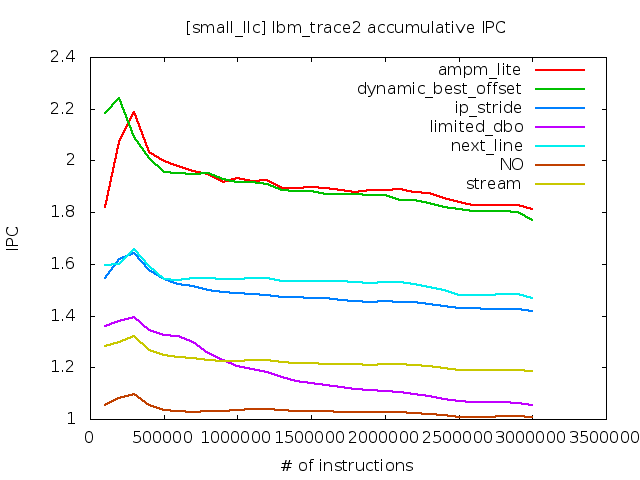 [small_llc] lbm_trace2 accumulative IPC
2.4
2.2
2
1.8
1.6
1.4
1.2
1
IPC
ampm_lite
dynamic_best_offset
ip_stride
limited_dbo
next_line
NO
stream
0 500000 1000000 1500000 2000000 2500000 3000000 3500000
# of instructions